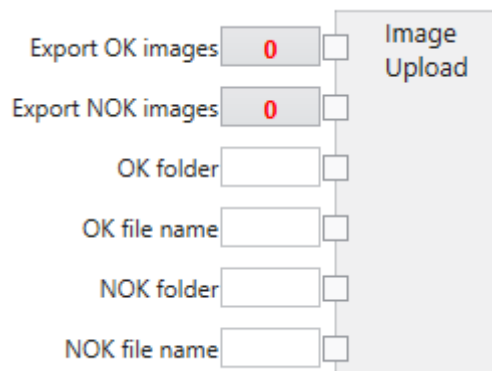 Export OK images 0
Image
Upload
Export NOK images 0
OK folder
OK file name
NOK folder
NOK file name